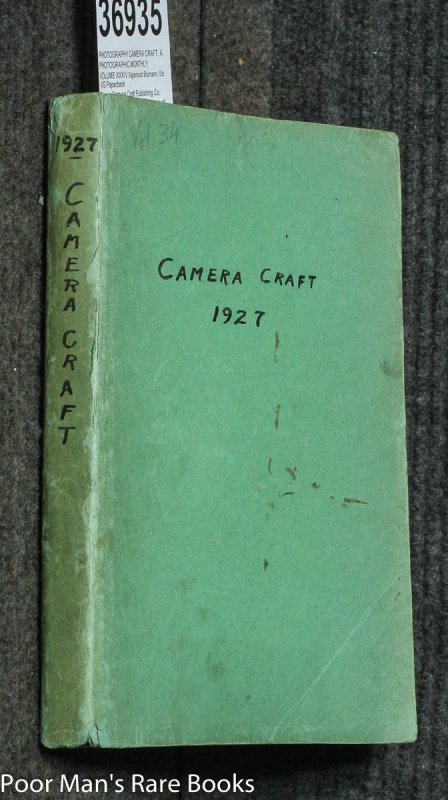 36935
PHOTOGRAPHY CAMERA CRAFT. A
PHOTOGRAPHIC MONTHLY.
VOLUME XXXIV Sigismund Blumann, Ed.
VG Paperback
Camera Craft Publishing Co.
Vol. 34
1927
CAMERA CRAFT
CAMERA CRAFT
1927
Poor Man's Rare Books